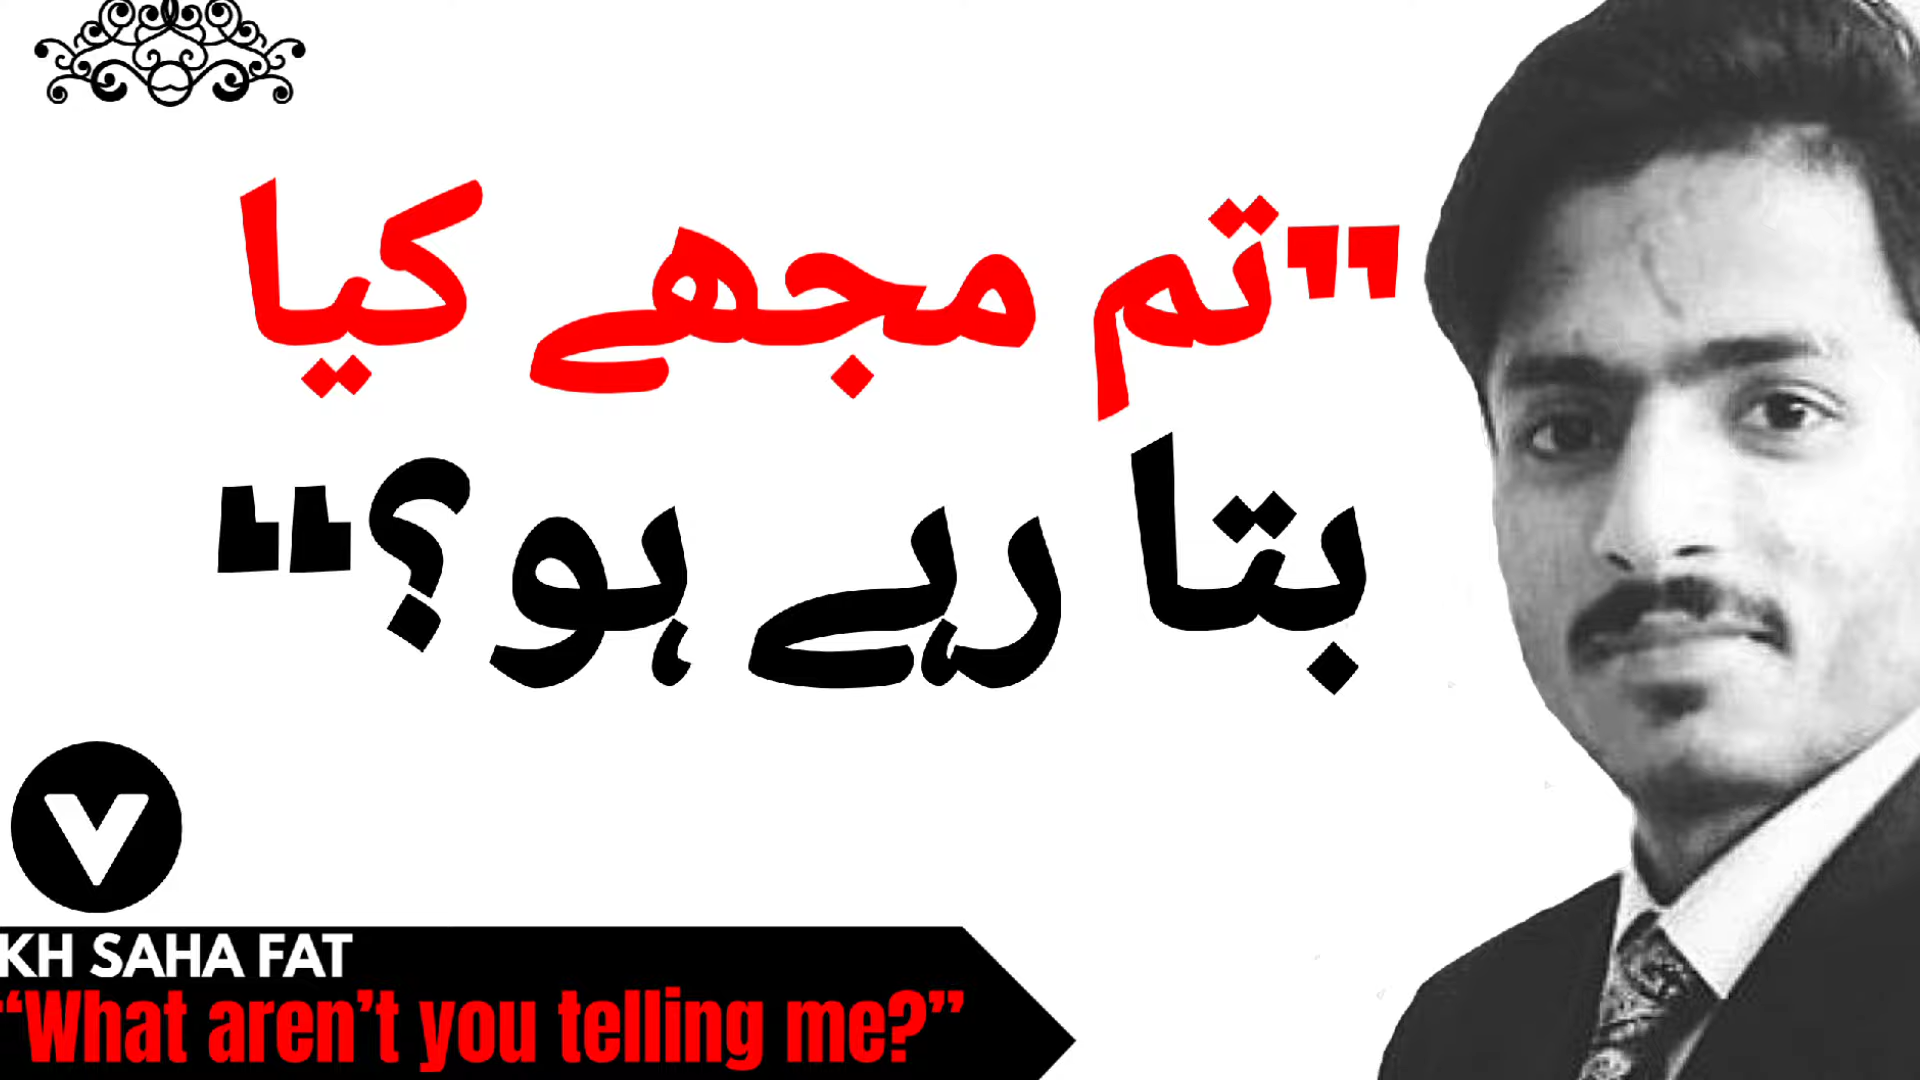 "تم مجھے کیا
بتا رہے ہو؟"
V
KH SAHA FAT
“What aren’t you telling me?”